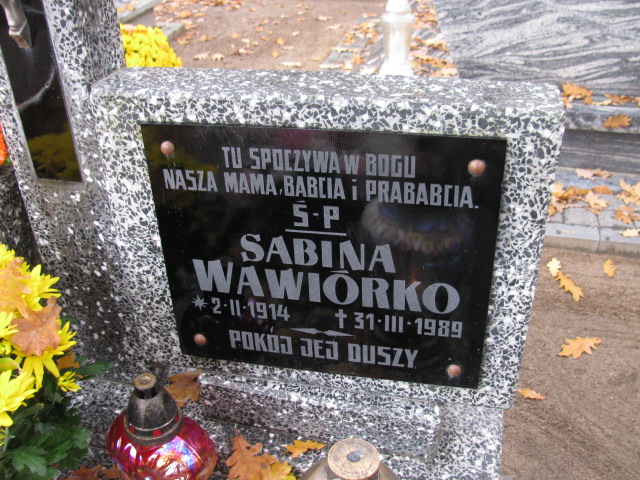 TU SPOCZYWA W BOGU
NASZA MAMA, BABCIA i PRABABCIA.
Ś-P
SABINA
WAWIÓRKO
* 2-II-1914 † 31-III-1989
POKÓJ JEJ DUSZY